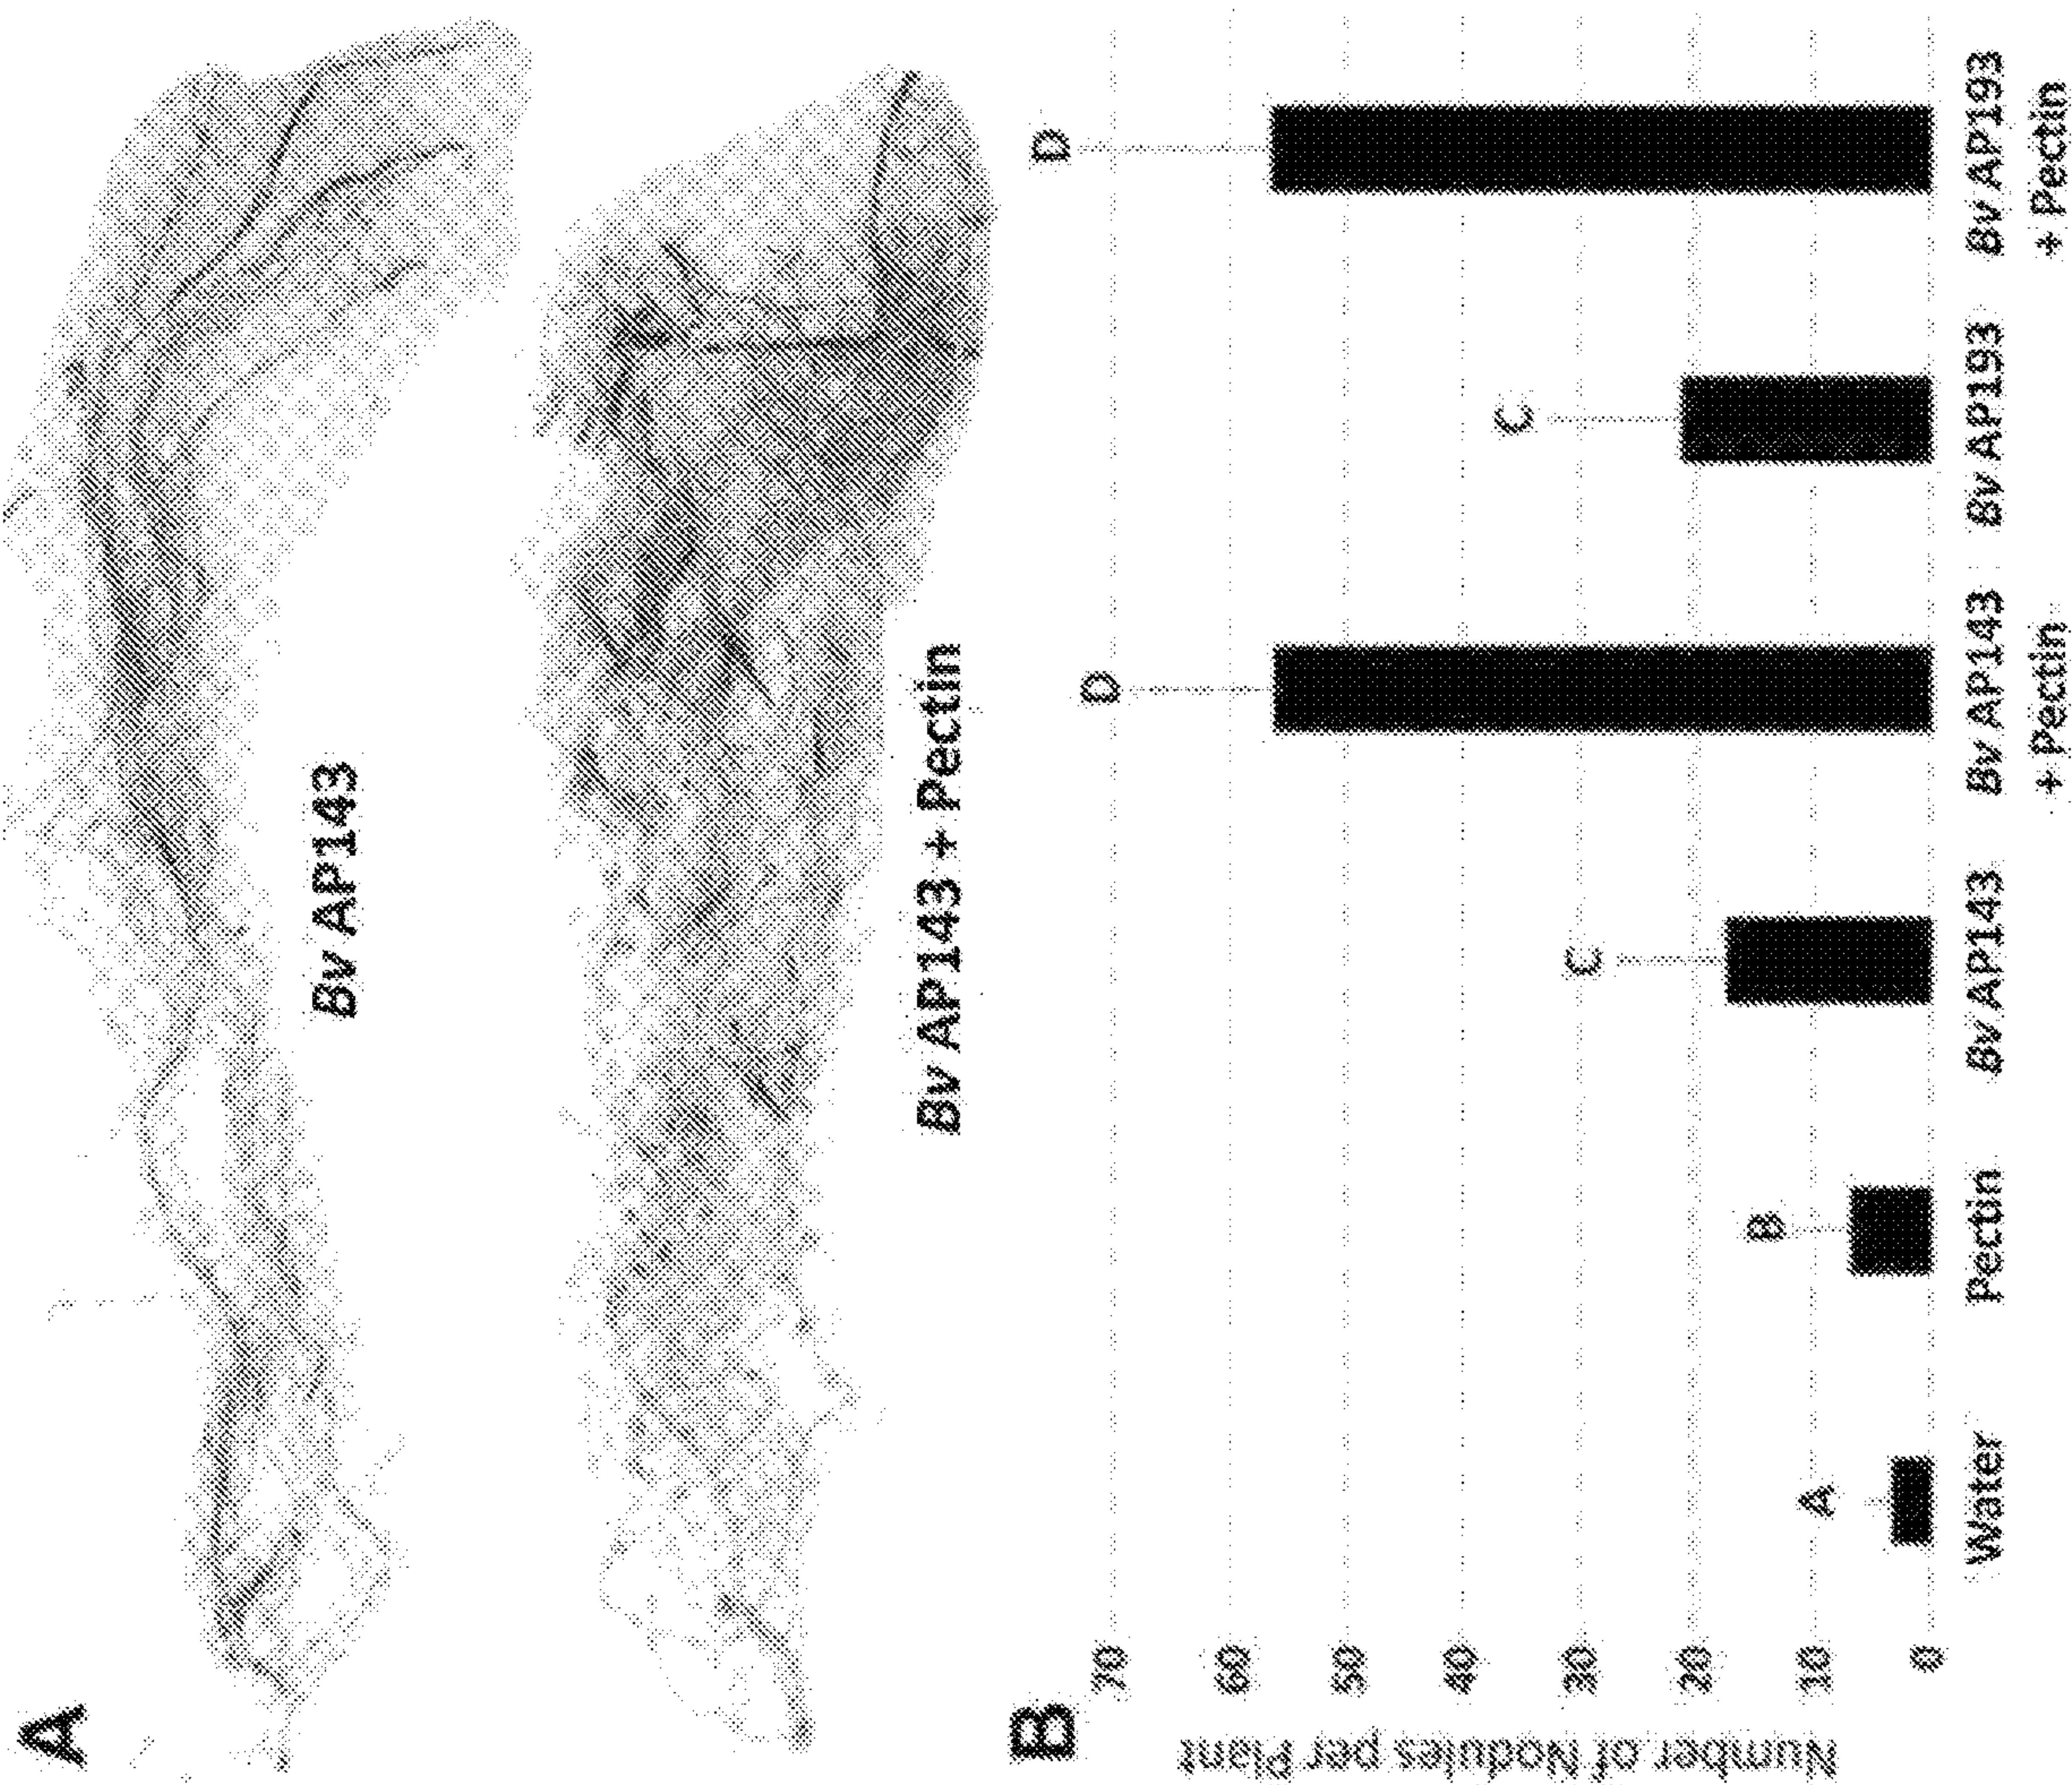 A
Bv AP143
Bv AP143 + Pectin
B
Number of Nodules per Plant
70
60
50
40
30
20
10
0
A
B
C
D
C
D
Water
Pectin
Bv AP143
Bv AP143
+ Pectin
Bv AP193
Bv AP193
+ Pectin